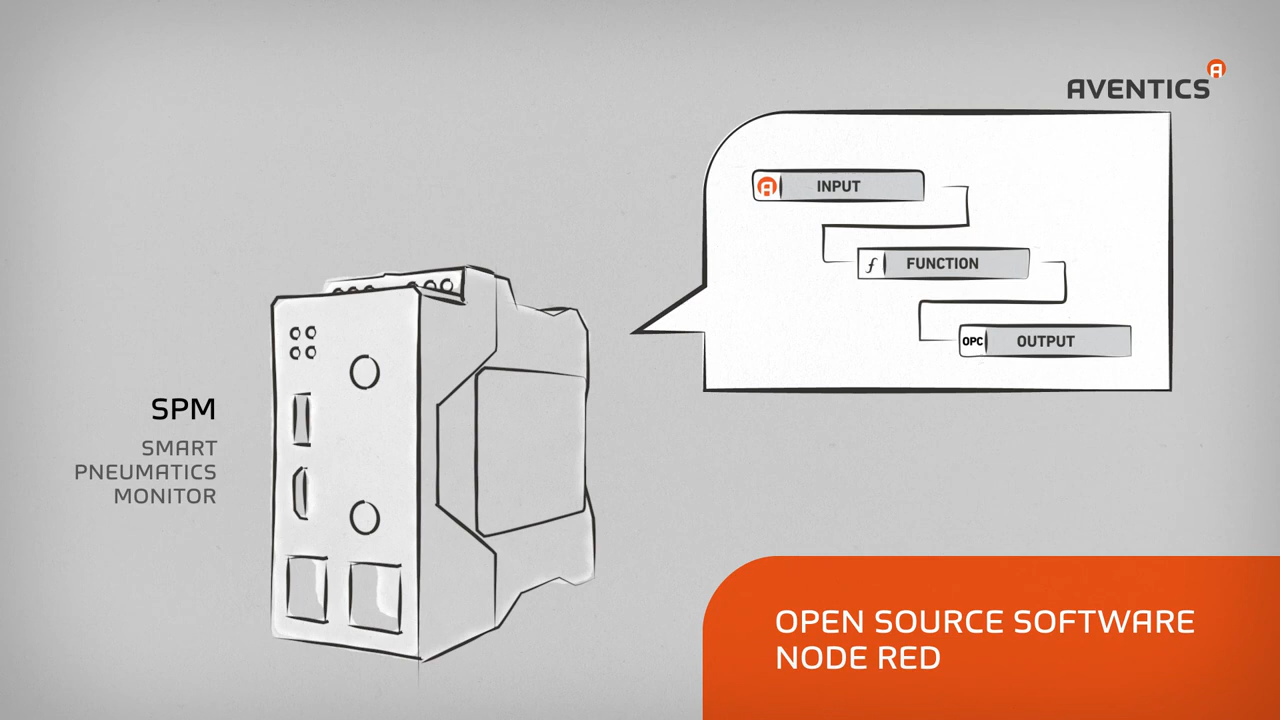 AVENTICS
INPUT
f FUNCTION
OPC OUTPUT
SPM
SMART
PNEUMATICS
MONITOR
OPEN SOURCE SOFTWARE
NODE RED